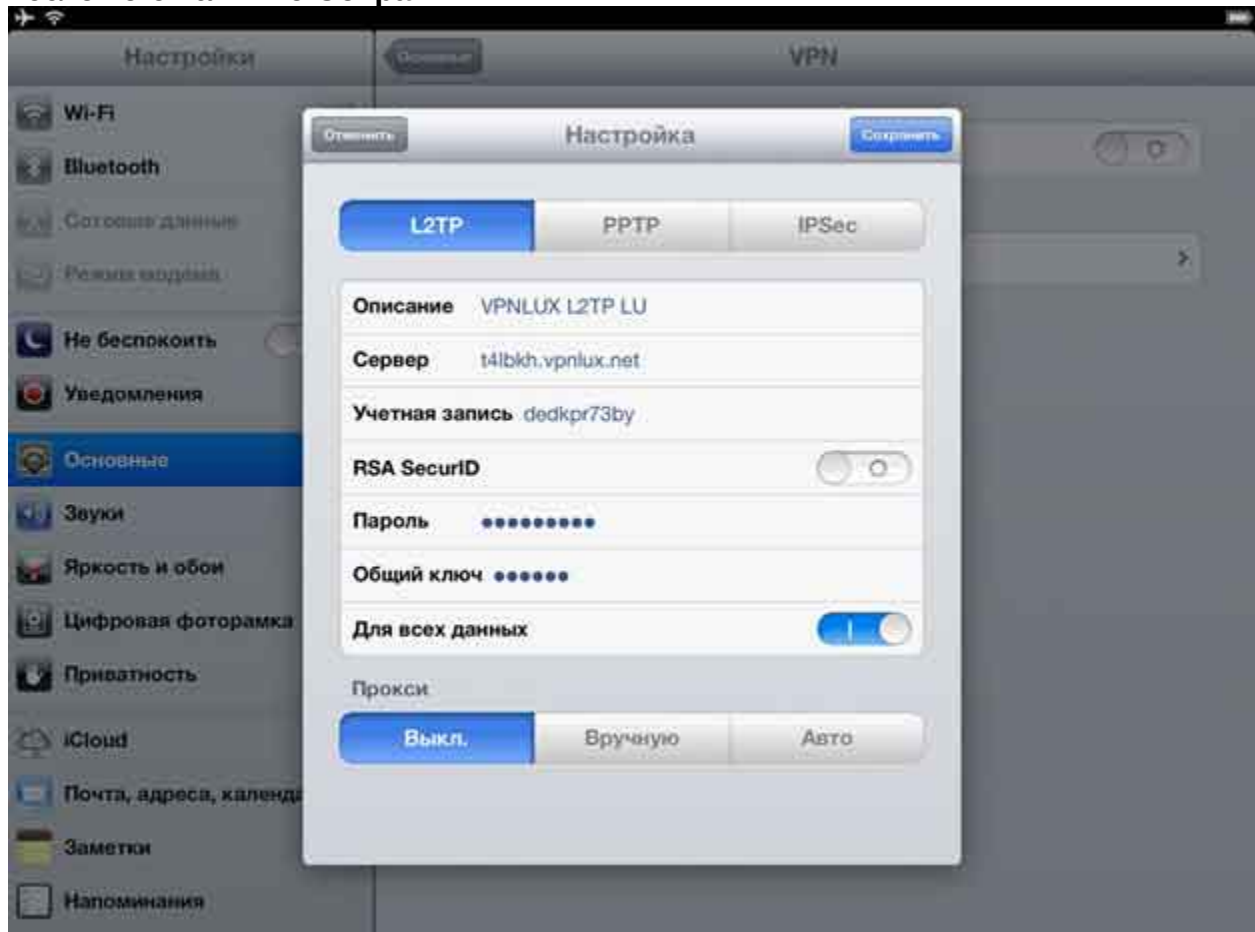 Настройки
VPN
Wi-Fi
Bluetooth
Сотовые данные
Режим модема
Не беспокоить
Уведомления
Основные
Звуки
Яркость и обои
Цифровая фоторамка
Приватность
iCloud
Почта, адреса, календа
Заметки
Напоминания
Основные
Отменить
Настройка
Сохранить
L2TP PPTP IPSec
Описание VPNLUX L2TP LU
Сервер t4lbkh.vpnlux.net
Учетная запись dedkpr73by
RSA SecurID
Пароль •••••••••
Общий ключ ••••••
Для всех данных
Прокси
Выкл. Вручную Авто